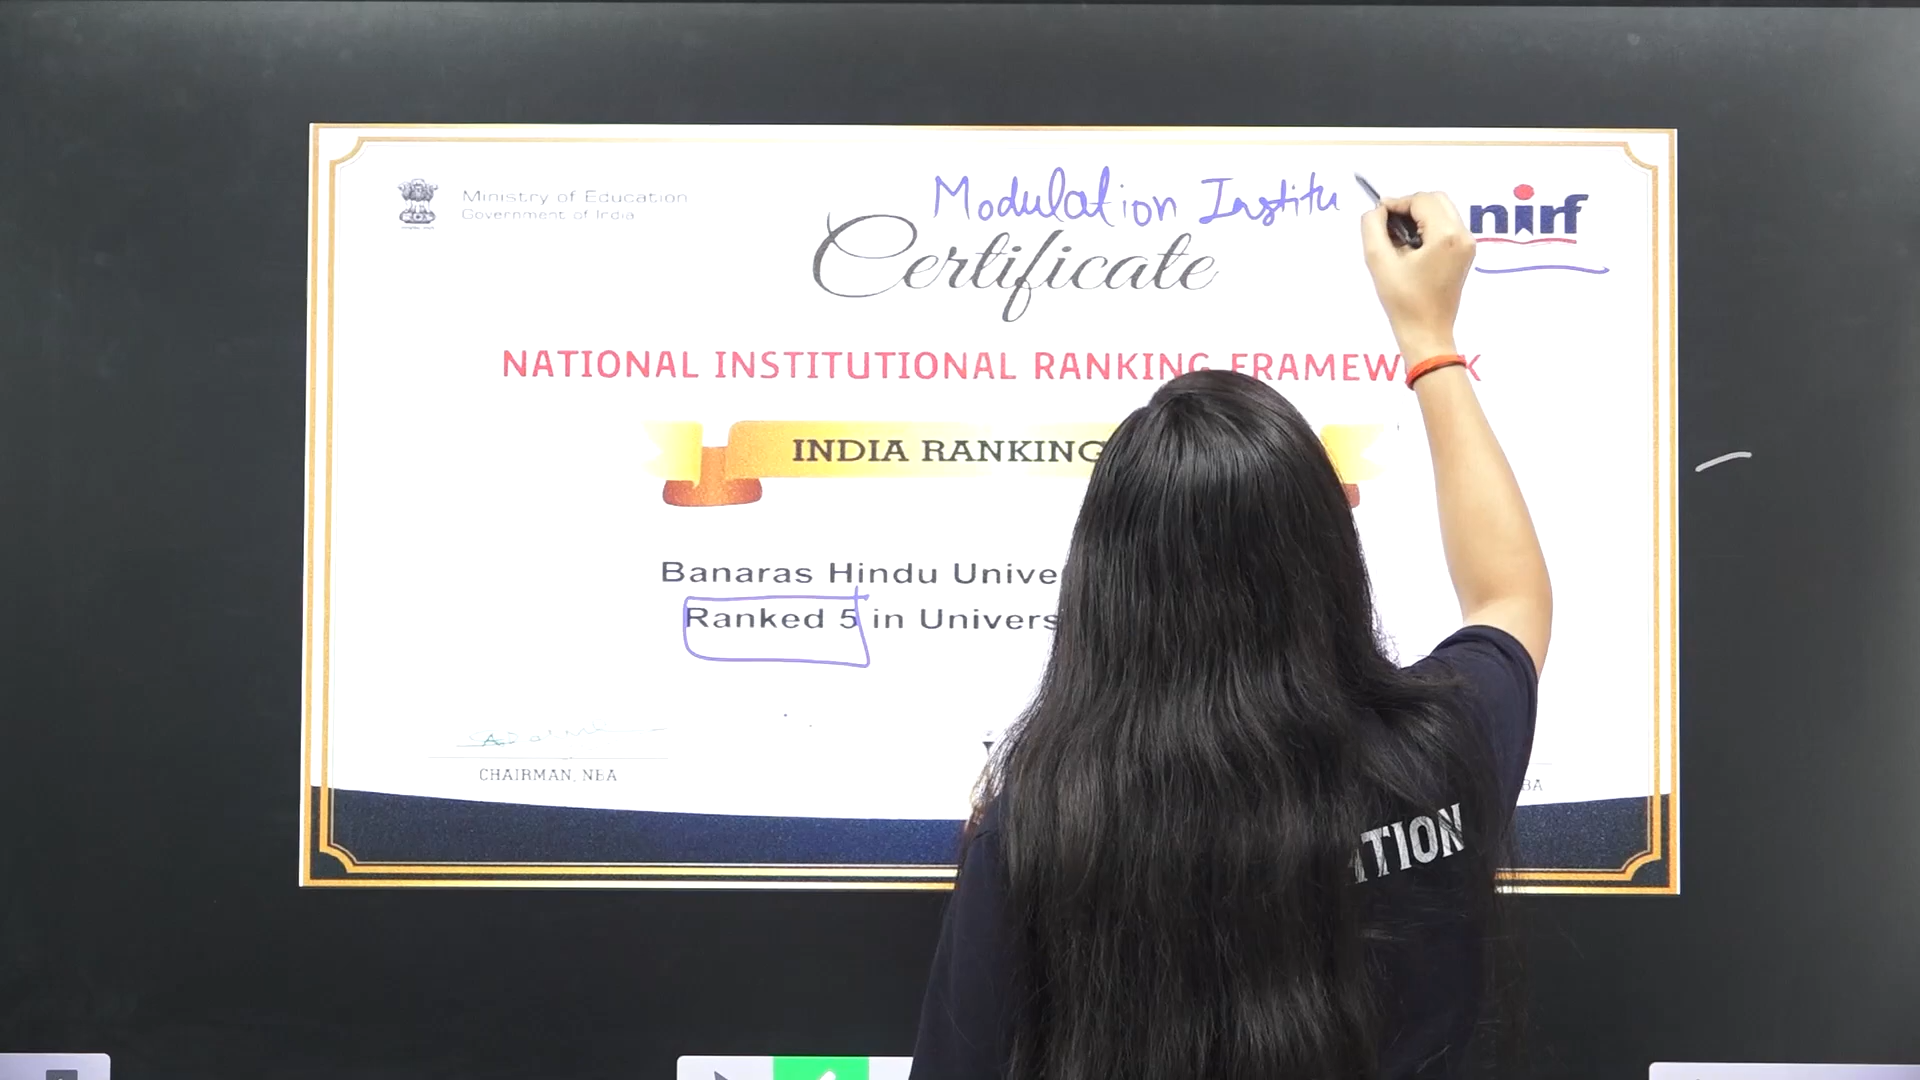 Ministry of Education
Government of India
Modulation Institu
nirf
Certificate
NATIONAL INSTITUTIONAL RANKING FRAMEW K
INDIA RANKING
Banaras Hindu Unive
Ranked 5 in Univers
CHAIRMAN, NBA
BA
TION